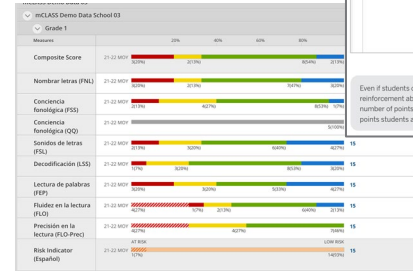 mCLASS Demo Data School 03
Grade 1
Measures 20% 40% 60% 80%
Composite Score 21-22 MOY 3(20%) 2(13%) 8(54%) 2(13%)
Nombrar letras (FNL) 21-22 MOY 3(20%) 2(13%) 7(47%) 3(20%)
Conciencia fonológica (FSS) 21-22 MOY 2(13%) 4(27%) 8(53%) 1(7%)
Conciencia fonológica (QQ) 21-22 MOY 5(100%)
Sonidos de letras (FSL) 21-22 MOY 2(13%) 3(20%) 6(40%) 4(27%) 15
Decodificación (LSS) 21-22 MOY 1(7%) 3(20%) 8(53%) 3(20%) 15
Lectura de palabras (FEP) 21-22 MOY 3(20%) 3(20%) 5(33%) 4(27%) 15
Fluidez en la lectura (FLO) 21-22 MOY 4(27%) 1(7%) 2(13%) 6(40%) 2(13%) 15
Precisión en la lectura (FLO-Prec) 21-22 MOY 4(27%) 4(27%) 7(46%) 15
AT RISK LOW RISK
Risk Indicator (Español) 21-22 MOY 1(7%) 14(93%) 15
Even if students
reinforcement
number of points
points students